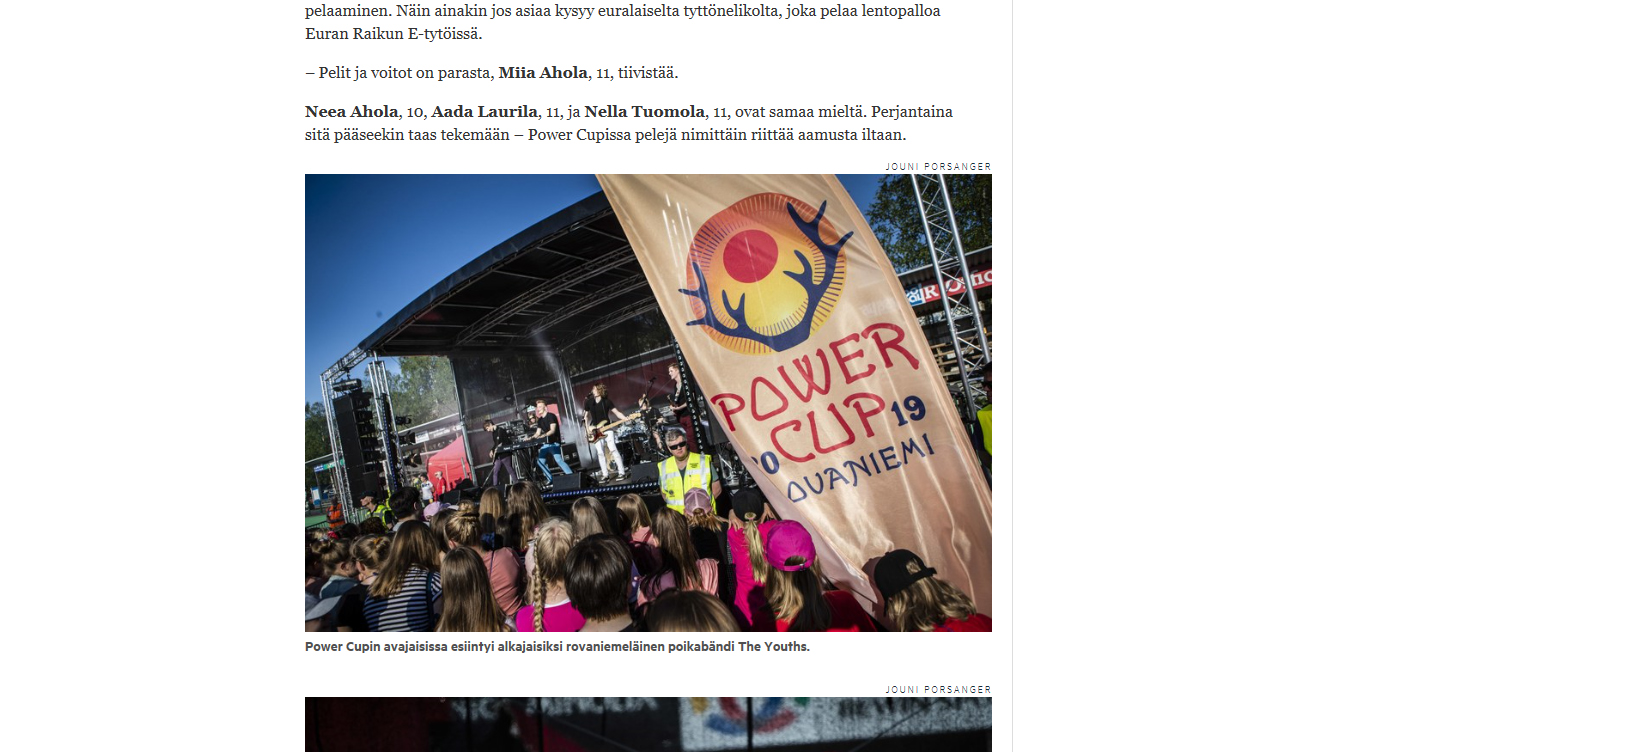 pelaaminen. Näin ainakin jos asiaa kysyy euralaiselta tyttönelikolta, joka pelaa lentopalloa
Euran Raikun E-tytöissä.
– Pelit ja voitot on parasta, Miia Ahola, 11, tiivistää.
Neea Ahola, 10, Aada Laurila, 11, ja Nella Tuomola, 11, ovat samaa mieltä. Perjantaina
sitä pääseekin taas tekemään – Power Cupissa pelejä nimittäin riittää aamusta iltaan.
JOUNI PORSANGER
POWER
CUP 19
OVANIEMI
Power Cupin avajaisissa esiintyi alkajaisiksi rovaniemeläinen poikabändi The Youths.
JOUNI PORSANGER